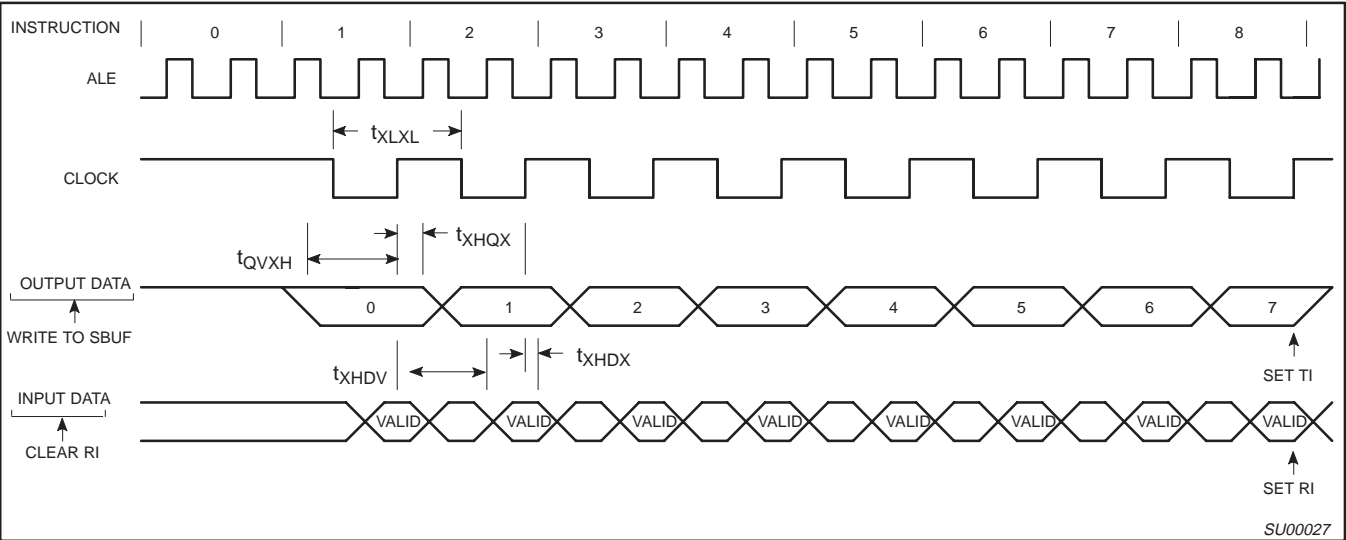 INSTRUCTION 0 1 2 3 4 5 6 7 8
ALE
tXLXL
CLOCK
tXHQX
tQVXH
OUTPUT DATA
0 1 2 3 4 5 6 7
WRITE TO SBUF
tXHDX
tXHDV
SET TI
INPUT DATA
VALID VALID VALID VALID VALID VALID VALID VALID
CLEAR RI
SET RI
SU00027